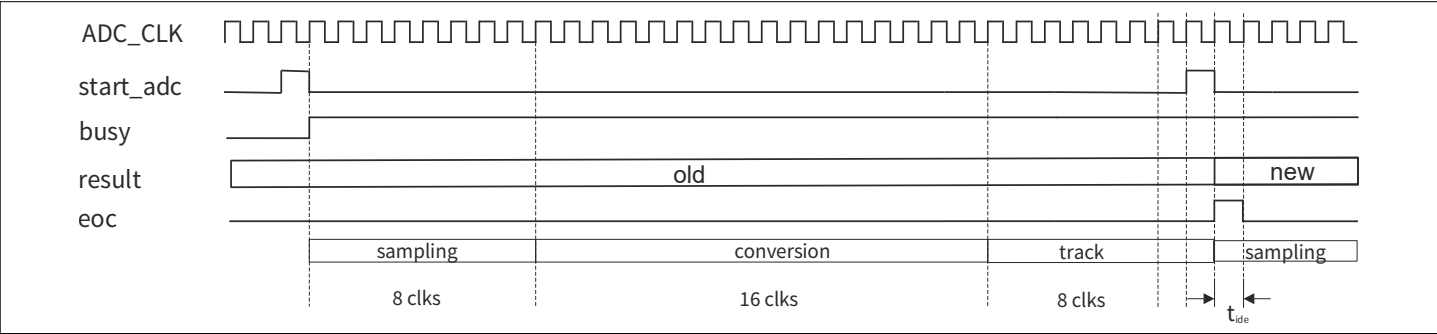 ADC_CLK
start_adc
busy
result old new
eoc
sampling conversion track sampling
8 clks 16 clks 8 clks
tide